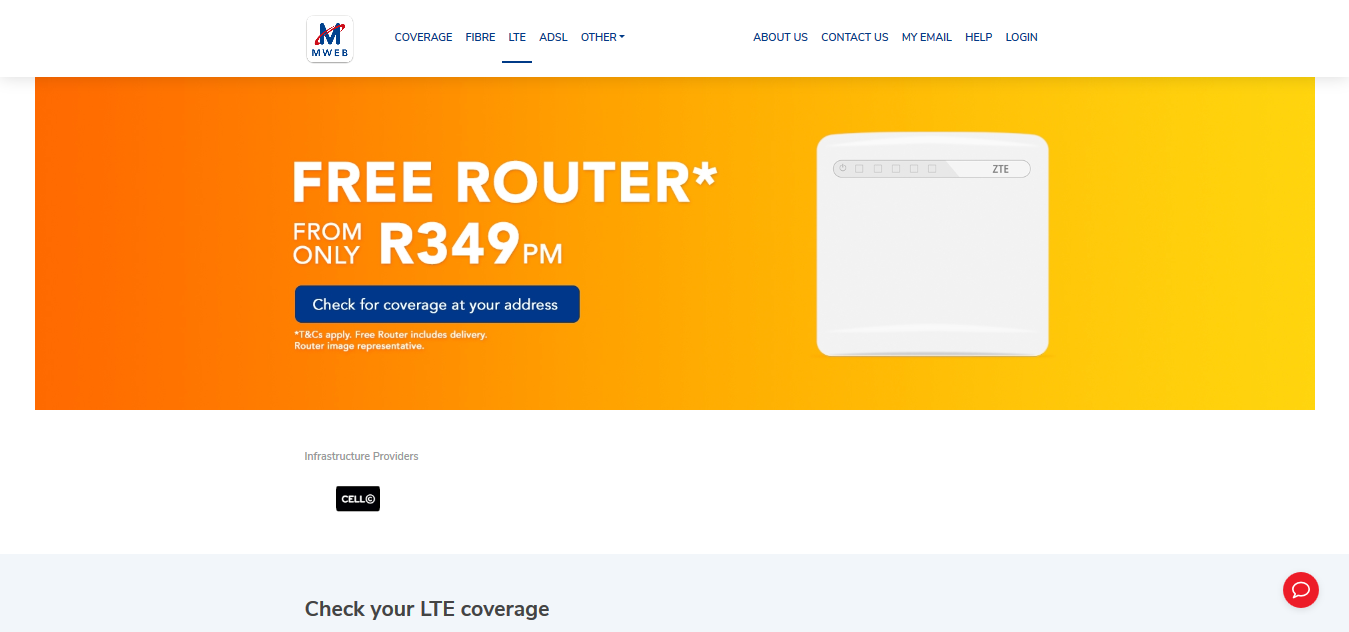 MWEB
COVERAGE FIBRE LTE ADSL OTHER
ABOUT US CONTACT US MY EMAIL HELP LOGIN
FREE ROUTER*
FROM ONLY R349PM
Check for coverage at your address
*T&Cs apply. Free Router includes delivery.
Router image representative.
ZTE
Infrastructure Providers
CELL C
Check your LTE coverage